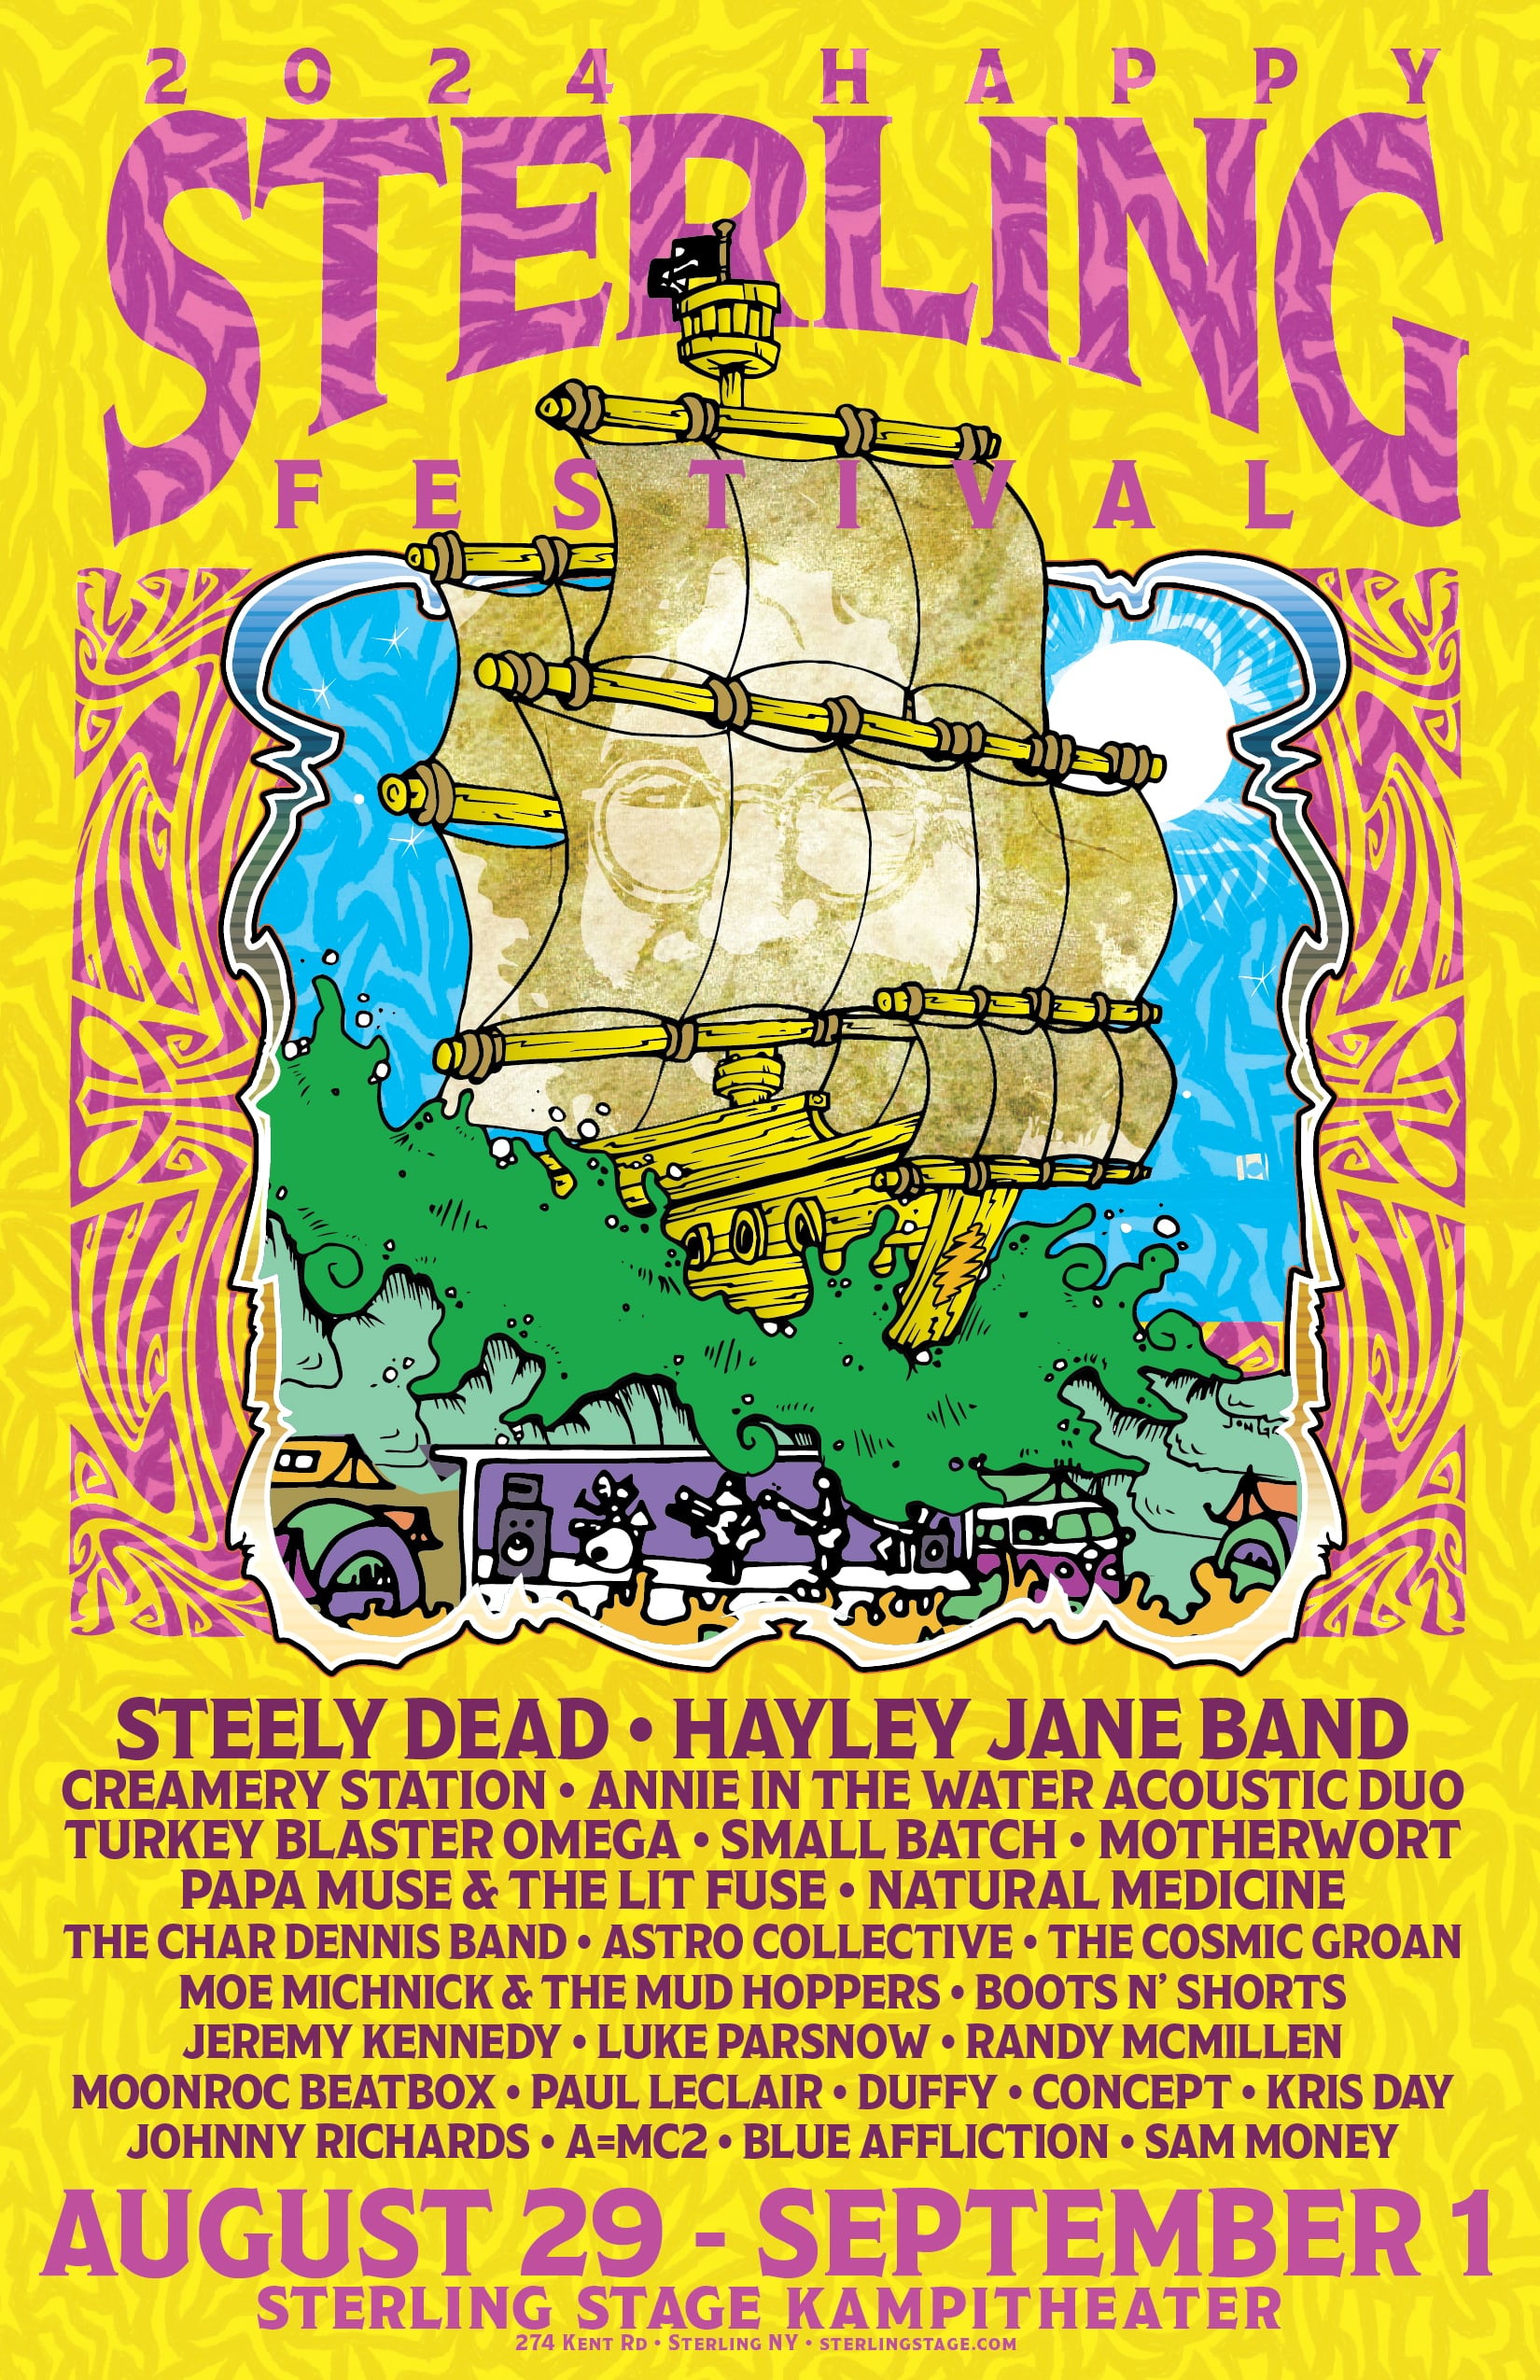 2024 HAPPY
STERLING
FESTIVAL
STEELY DEAD • HAYLEY JANE BAND
CREAMERY STATION • ANNIE IN THE WATER ACOUSTIC DUO
TURKEY BLASTER OMEGA • SMALL BATCH • MOTHERWORT
PAPA MUSE & THE LIT FUSE • NATURAL MEDICINE
THE CHAR DENNIS BAND • ASTRO COLLECTIVE • THE COSMIC GROAN
MOE MICHNICK & THE MUD HOPPERS • BOOTS N' SHORTS
JEREMY KENNEDY • LUKE PARSNOW • RANDY MCMILLEN
MOONROC BEATBOX • PAUL LECLAIR • DUFFY • CONCEPT • KRIS DAY
JOHNNY RICHARDS • A=MC2 • BLUE AFFLICTION • SAM MONEY
AUGUST 29 - SEPTEMBER 1
STERLING STAGE KAMPITHEATER
274 KENT RD • STERLING NY • STERLINGSTAGE.COM